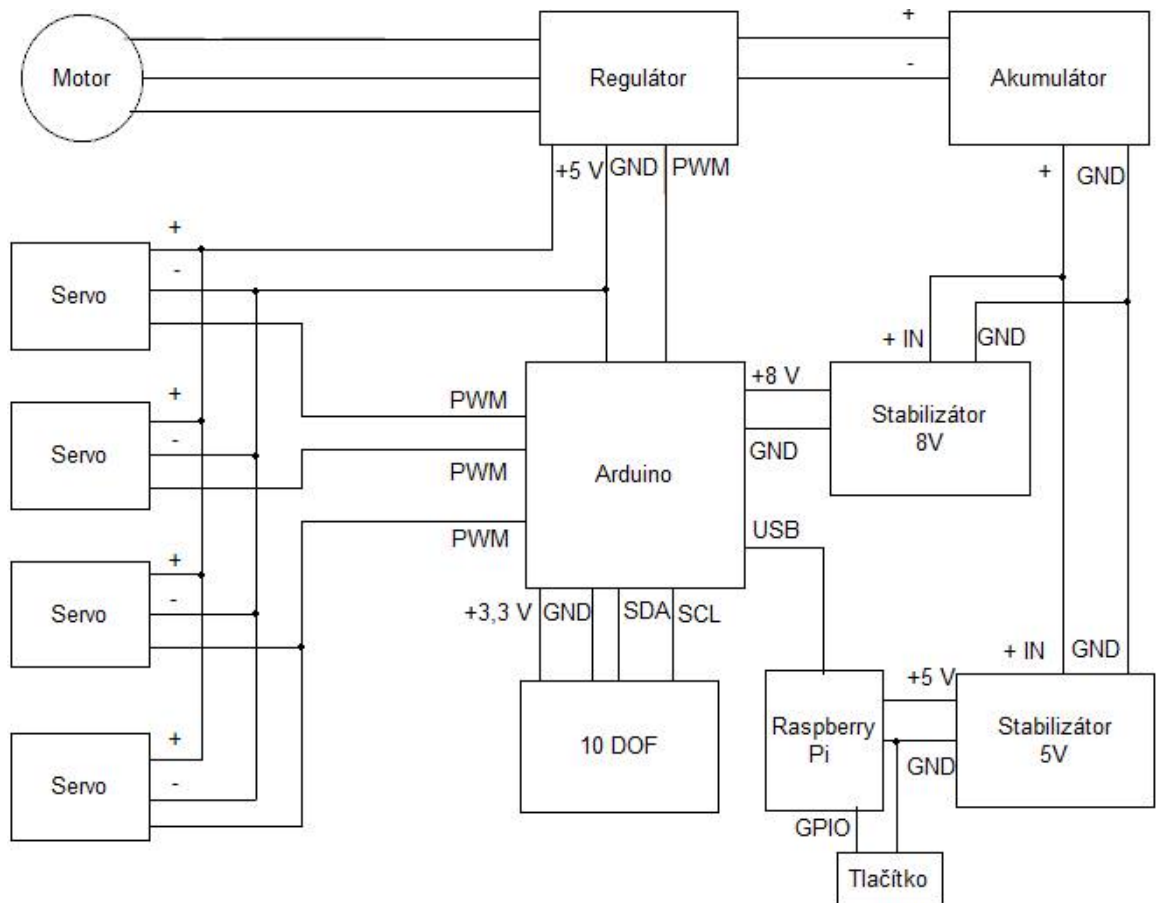 Motor
Regulátor
+
-
Akumulátor
+5 V
GND
PWM
+
GND
Servo
+
-
+ IN
GND
PWM
+8 V
GND
Stabilizátor
8V
Servo
+
-
PWM
Arduino
USB
PWM
Servo
+
-
+3,3 V
GND
SDA
SCL
+ IN
GND
10 DOF
Raspberry
Pi
+5 V
GND
Stabilizátor
5V
Servo
+
-
GPIO
Tlačítko